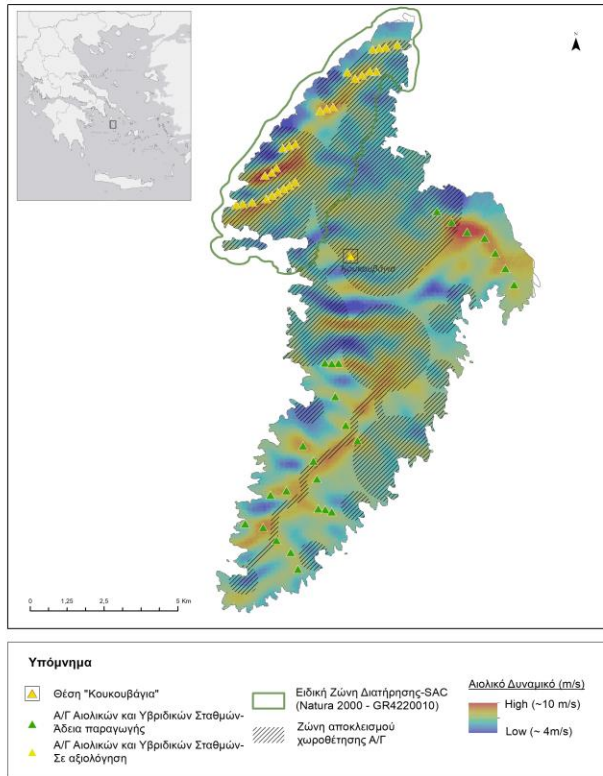 Κουκουβάγια
0 1,25 2,5 5 Km
Υπόμνημα
Θέση "Κουκουβάγια"
Α/Γ Αιολικών και Υβριδικών Σταθμών-
Άδεια παραγωγής
Α/Γ Αιολικών και Υβριδικών Σταθμών-
Σε αξιολόγηση
Ειδική Ζώνη Διατήρησης-SAC
(Natura 2000 - GR4220010)
Ζώνη αποκλεισμού
χωροθέτησης Α/Γ
Αιολικό Δυναμικό (m/s)
High (~10 m/s)
Low (~ 4m/s)